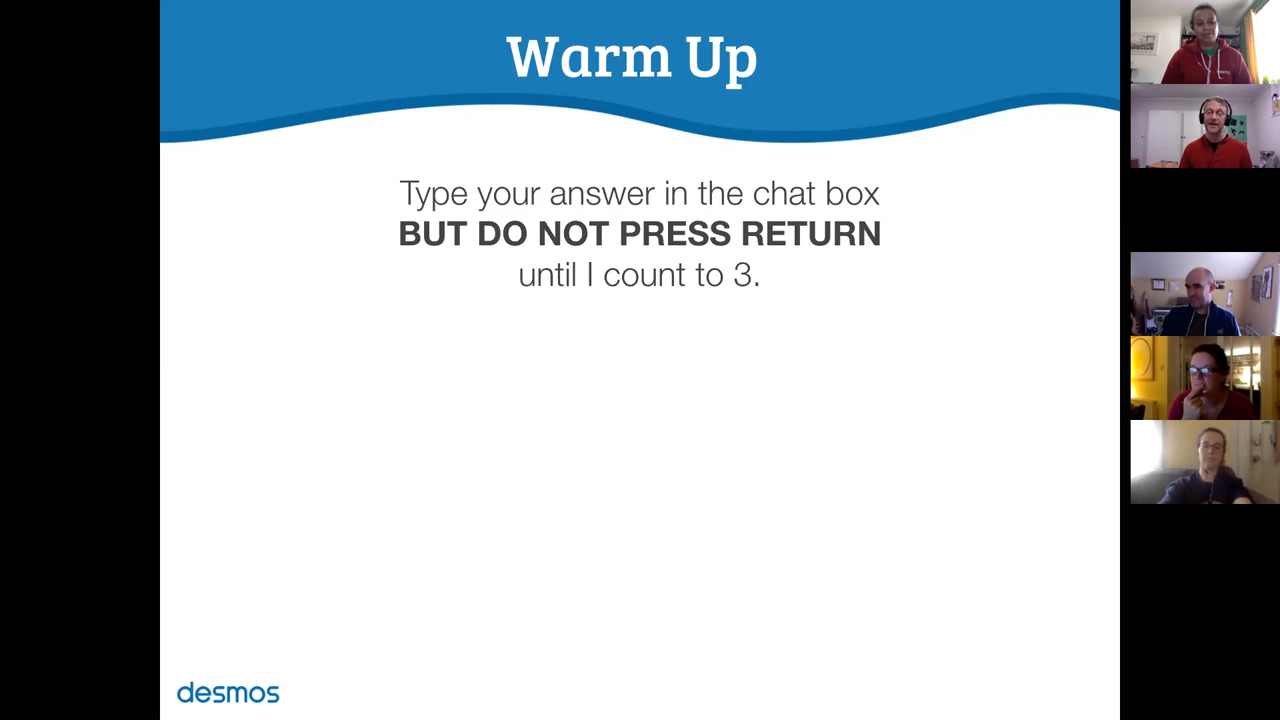 Warm Up
Type your answer in the chat box
BUT DO NOT PRESS RETURN
until I count to 3.
desmos